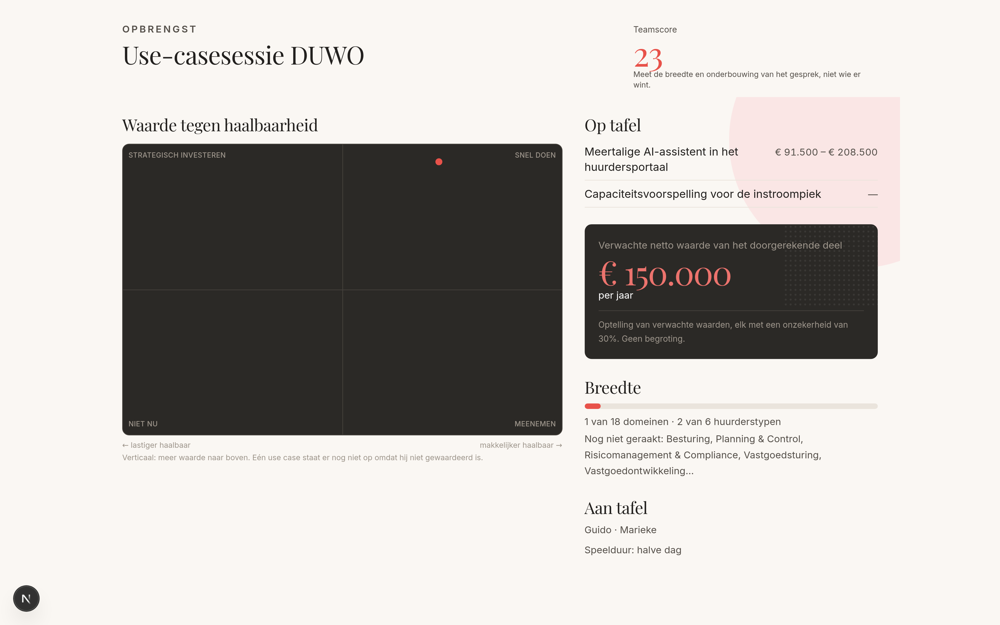 OPBRENGST
Use-casesessie DUWO
Teamscore
23
Meet de breedte en onderbouwing van het gesprek, niet wie er
wint.
Waarde tegen haalbaarheid
STRATEGISCH INVESTEREN
SNEL DOEN
NIET NU
MEENEMEN
← lastiger haalbaar
makkelijker haalbaar →
Verticaal: meer waarde naar boven. Eén use case staat er nog niet op omdat hij niet gewaardeerd is.
Op tafel
Meertalige AI-assistent in het
huurdersportaal
€ 91.500 – € 208.500
Capaciteitsvoorspelling voor de instroompiek
—
Verwachte netto waarde van het doorgerekende deel
€ 150.000
per jaar
Optelling van verwachte waarden, elk met een onzekerheid van
30%. Geen begroting.
Breedte
1 van 18 domeinen · 2 van 6 huurderstypen
Nog niet geraakt: Besturing, Planning & Control,
Risicomanagement & Compliance, Vastgoedsturing,
Vastgoedontwikkeling...
Aan tafel
Guido · Marieke
Speelduur: halve dag
N